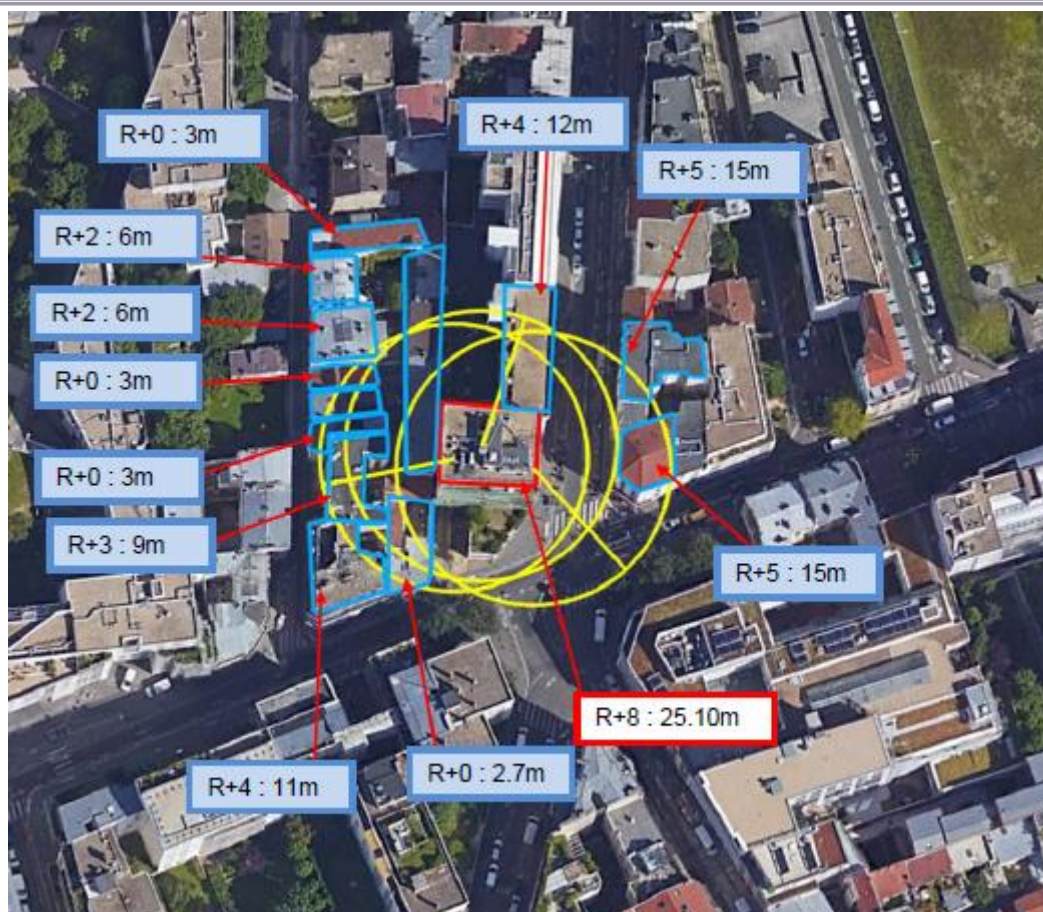 R+0 : 3m
R+4 : 12m
R+5 : 15m
R+2 : 6m
R+2 : 6m
R+0 : 3m
R+0 : 3m
R+3 : 9m
R+5 : 15m
R+8 : 25.10m
R+4 : 11m
R+0 : 2.7m